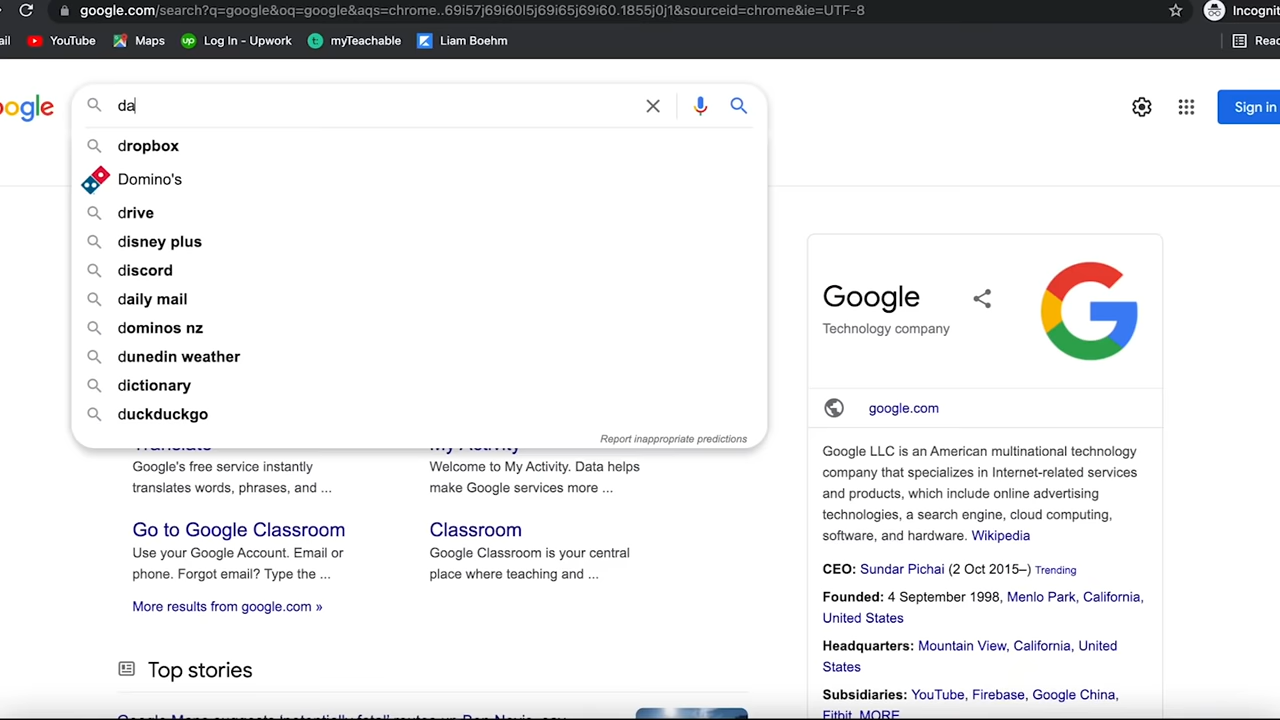 google.com/search?q=google&oq=google&aqs=chrome..69i57j69i60l5j69i65j69i60.1855j0j1&sourceid=chrome&ie=UTF-8
Incognit
ail YouTube Maps up Log In - Upwork t myTeachable Liam Boehm Read
ogle
da
Sign in
dropbox
Domino's
drive
disney plus
discord
daily mail
dominos nz
dunedin weather
dictionary
duckduckgo
Report inappropriate predictions
Translate
Google's free service instantly
translates words, phrases, and ...
My Activity
Welcome to My Activity. Data helps
make Google services more ...
Go to Google Classroom
Use your Google Account. Email or
phone. Forgot email? Type the ...
Classroom
Google Classroom is your central
place where teaching and ...
More results from google.com »
Top stories
Google
Technology company
google.com
Google LLC is an American multinational technology
company that specializes in Internet-related services
and products, which include online advertising
technologies, a search engine, cloud computing,
software, and hardware. Wikipedia
CEO: Sundar Pichai (2 Oct 2015–) Trending
Founded: 4 September 1998, Menlo Park, California,
United States
Headquarters: Mountain View, California, United
States
Subsidiaries: YouTube, Firebase, Google China,
Fitbit, MORE